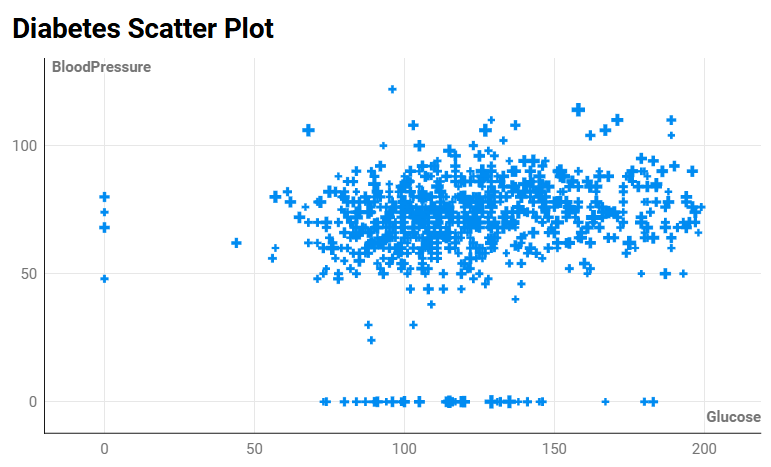 Diabetes Scatter Plot
BloodPressure
100
50
0
Glucose
0 50 100 150 200